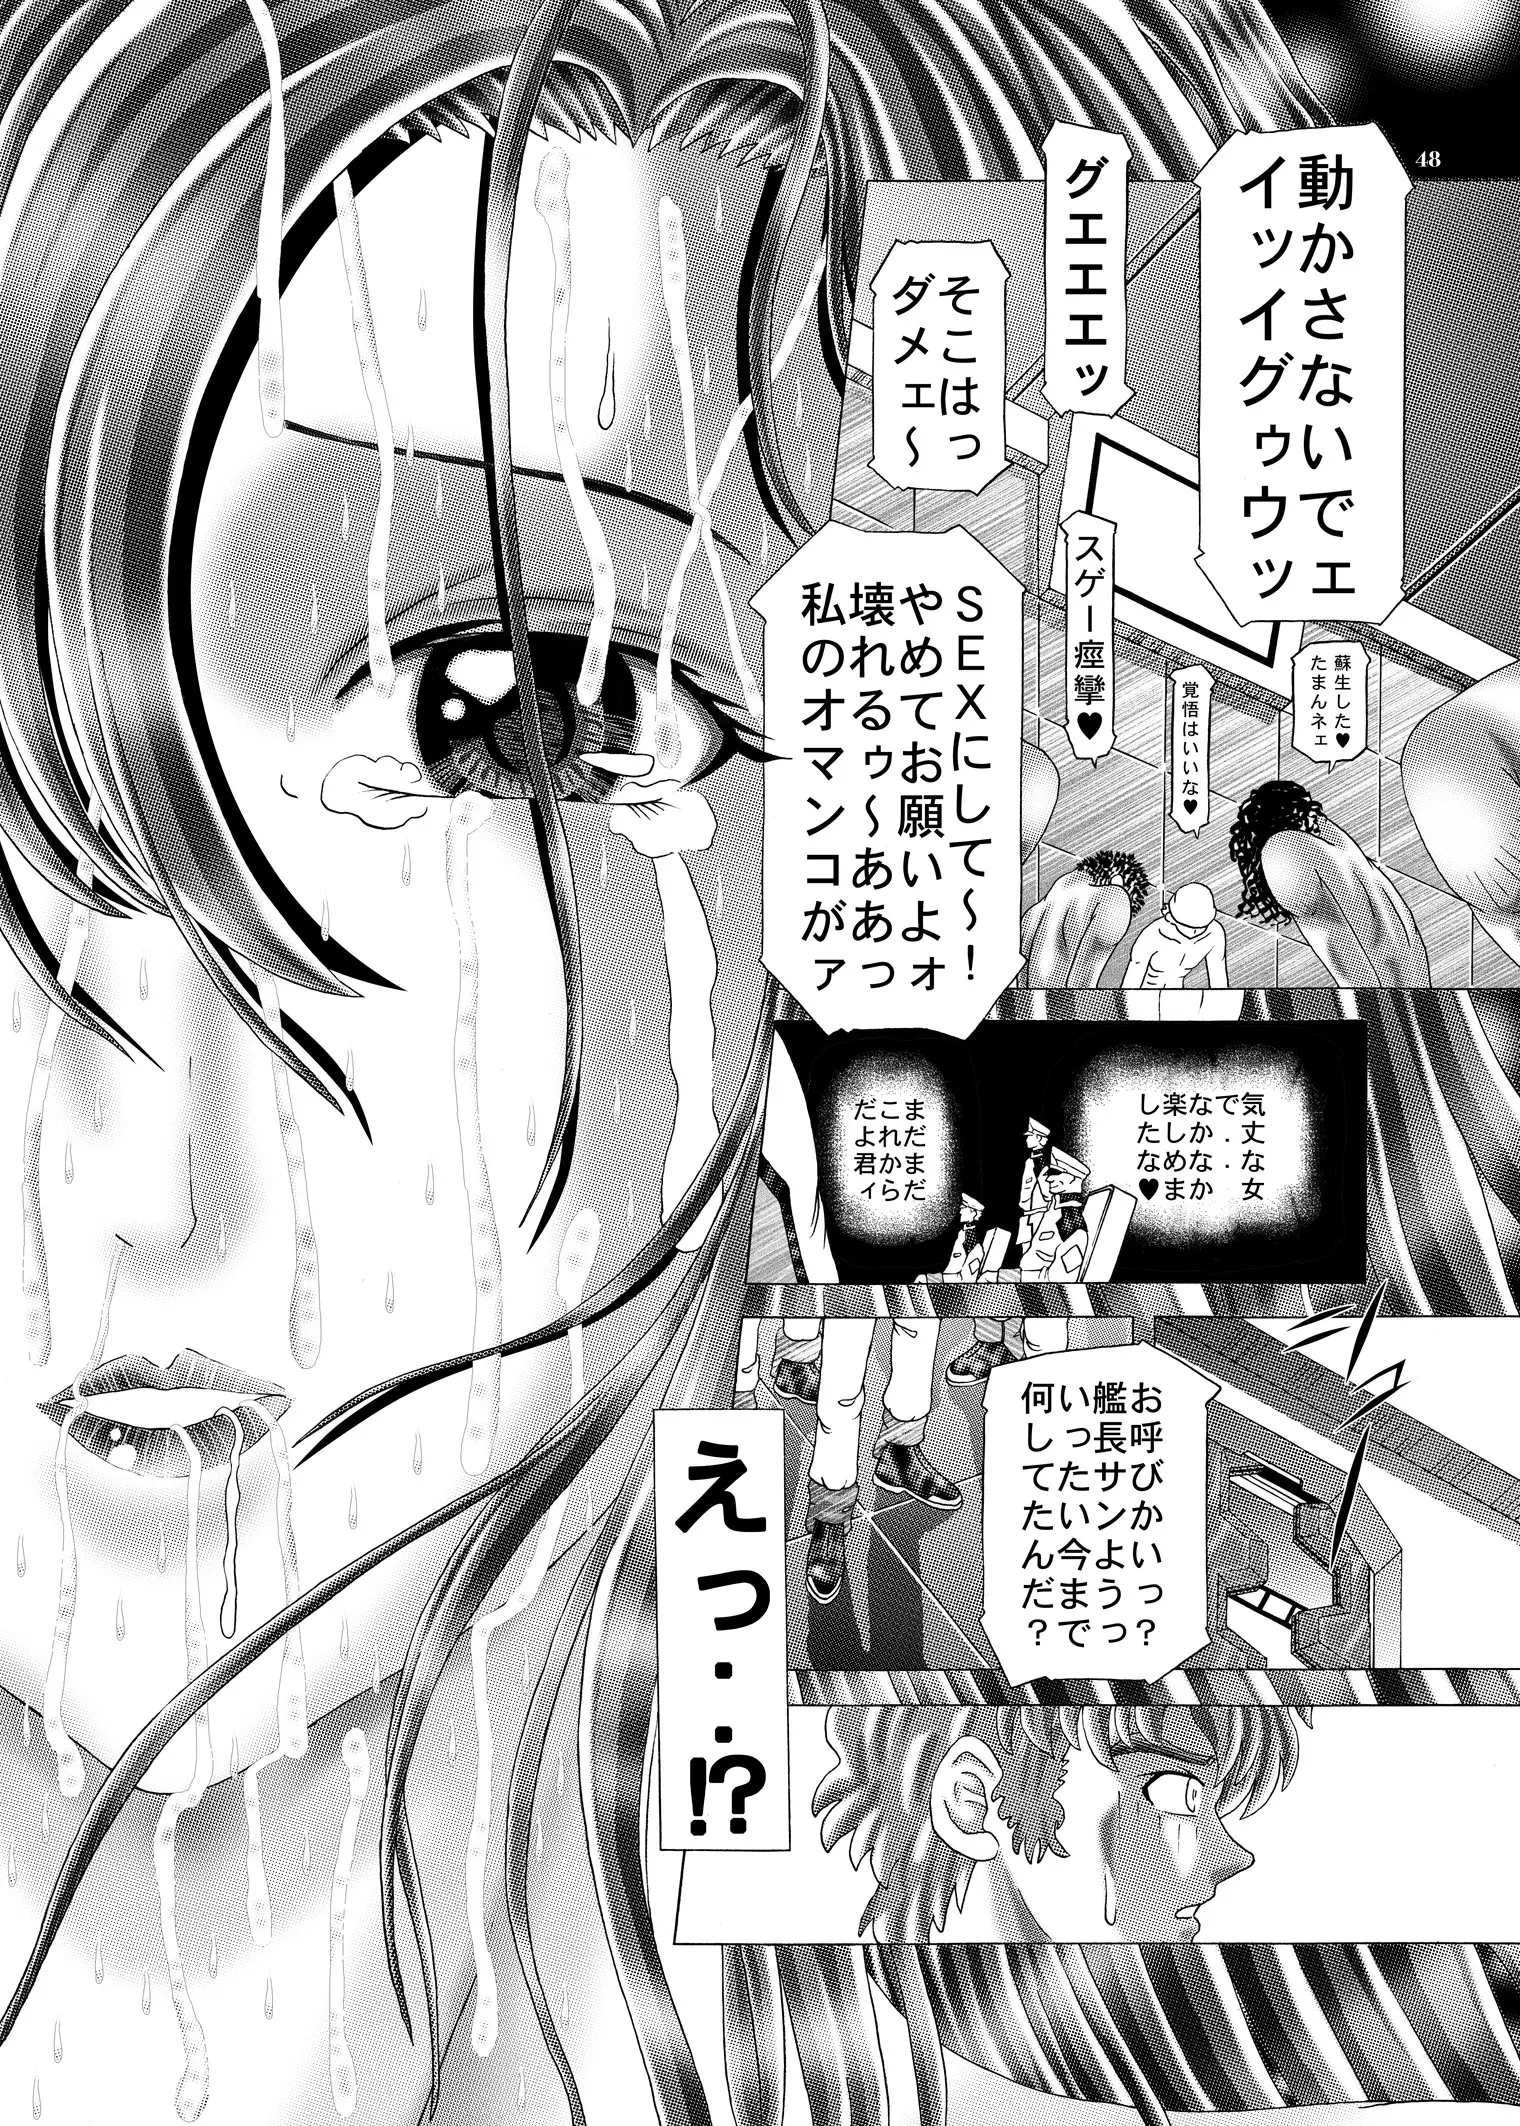 48
動かさないでェ
イッイグゥウッ
グエエエッ
そこはっ
ダメェ～
蘇生した♥
たまんネェ
覚悟はいいな♥
スゲー痙攣♥
SEXにして～!
やめてお願いよォ
壊れるゥ～ああっ
私のオマンコがァ
気丈な女
で・・
なかなか
楽しめま
したな♥
まだまだ
これから
だよ君ィ
お呼びかいっ?
艦長サンようっ
いったい今まで
何してたんだ?
えっ・・!?